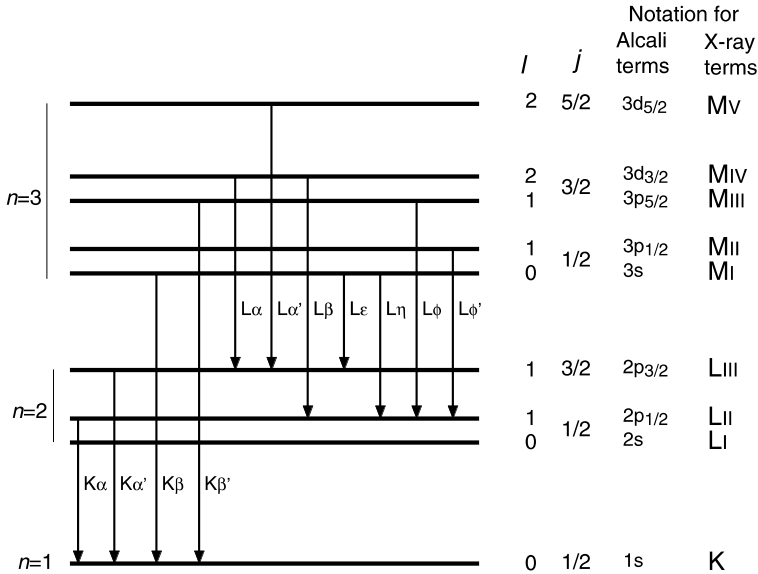 Notation for
l j Alcali terms X-ray terms
2 5/2 3d5/2 MV
2 3d3/2 MIV
n=3 3/2
1 3p5/2 MIII
1 3p1/2 MII
1/2
0 3s MI
Lα Lα' Lβ Lε Lη Lϕ Lϕ'
1 3/2 2p3/2 LIII
n=2
1 2p1/2 LII
1/2
0 2s LI
Kα Kα' Kβ Kβ'
n=1 0 1/2 1s K